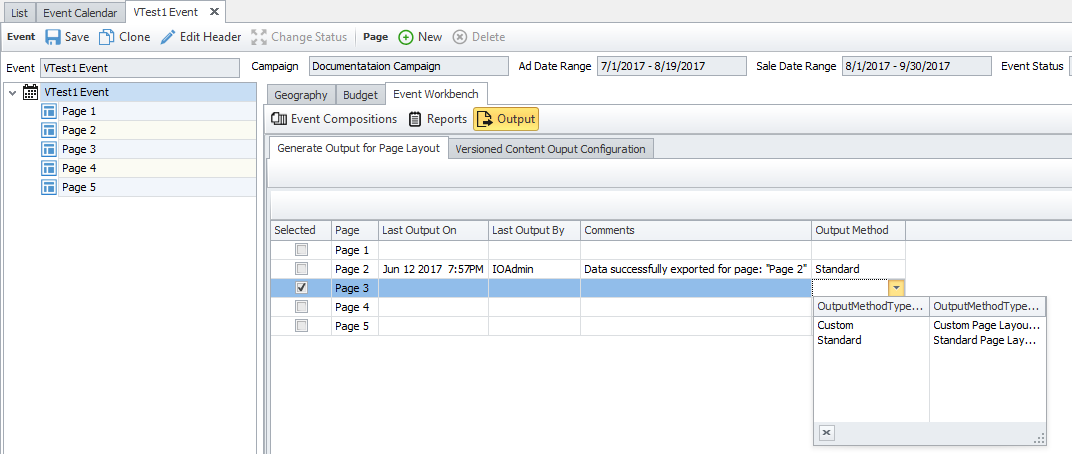 List Event Calendar VTest1 Event
Event Save Clone Edit Header Change Status Page New Delete
Event VTest1 Event Campaign Documentataion Campaign Ad Date Range 7/1/2017 - 8/19/2017 Sale Date Range 8/1/2017 - 9/30/2017 Event Status
VTest1 Event
Page 1
Page 2
Page 3
Page 4
Page 5
Geography Budget Event Workbench
Event Compositions Reports Output
Generate Output for Page Layout Versioned Content Ouput Configuration
Selected Page Last Output On Last Output By Comments Output Method
Page 1
Page 2 Jun 12 2017 7:57PM IOAdmin Data successfully exported for page: "Page 2" Standard
Page 3
Page 4
Page 5
OutputMethodType... OutputMethodType...
Custom Custom Page Layou...
Standard Standard Page Lay...